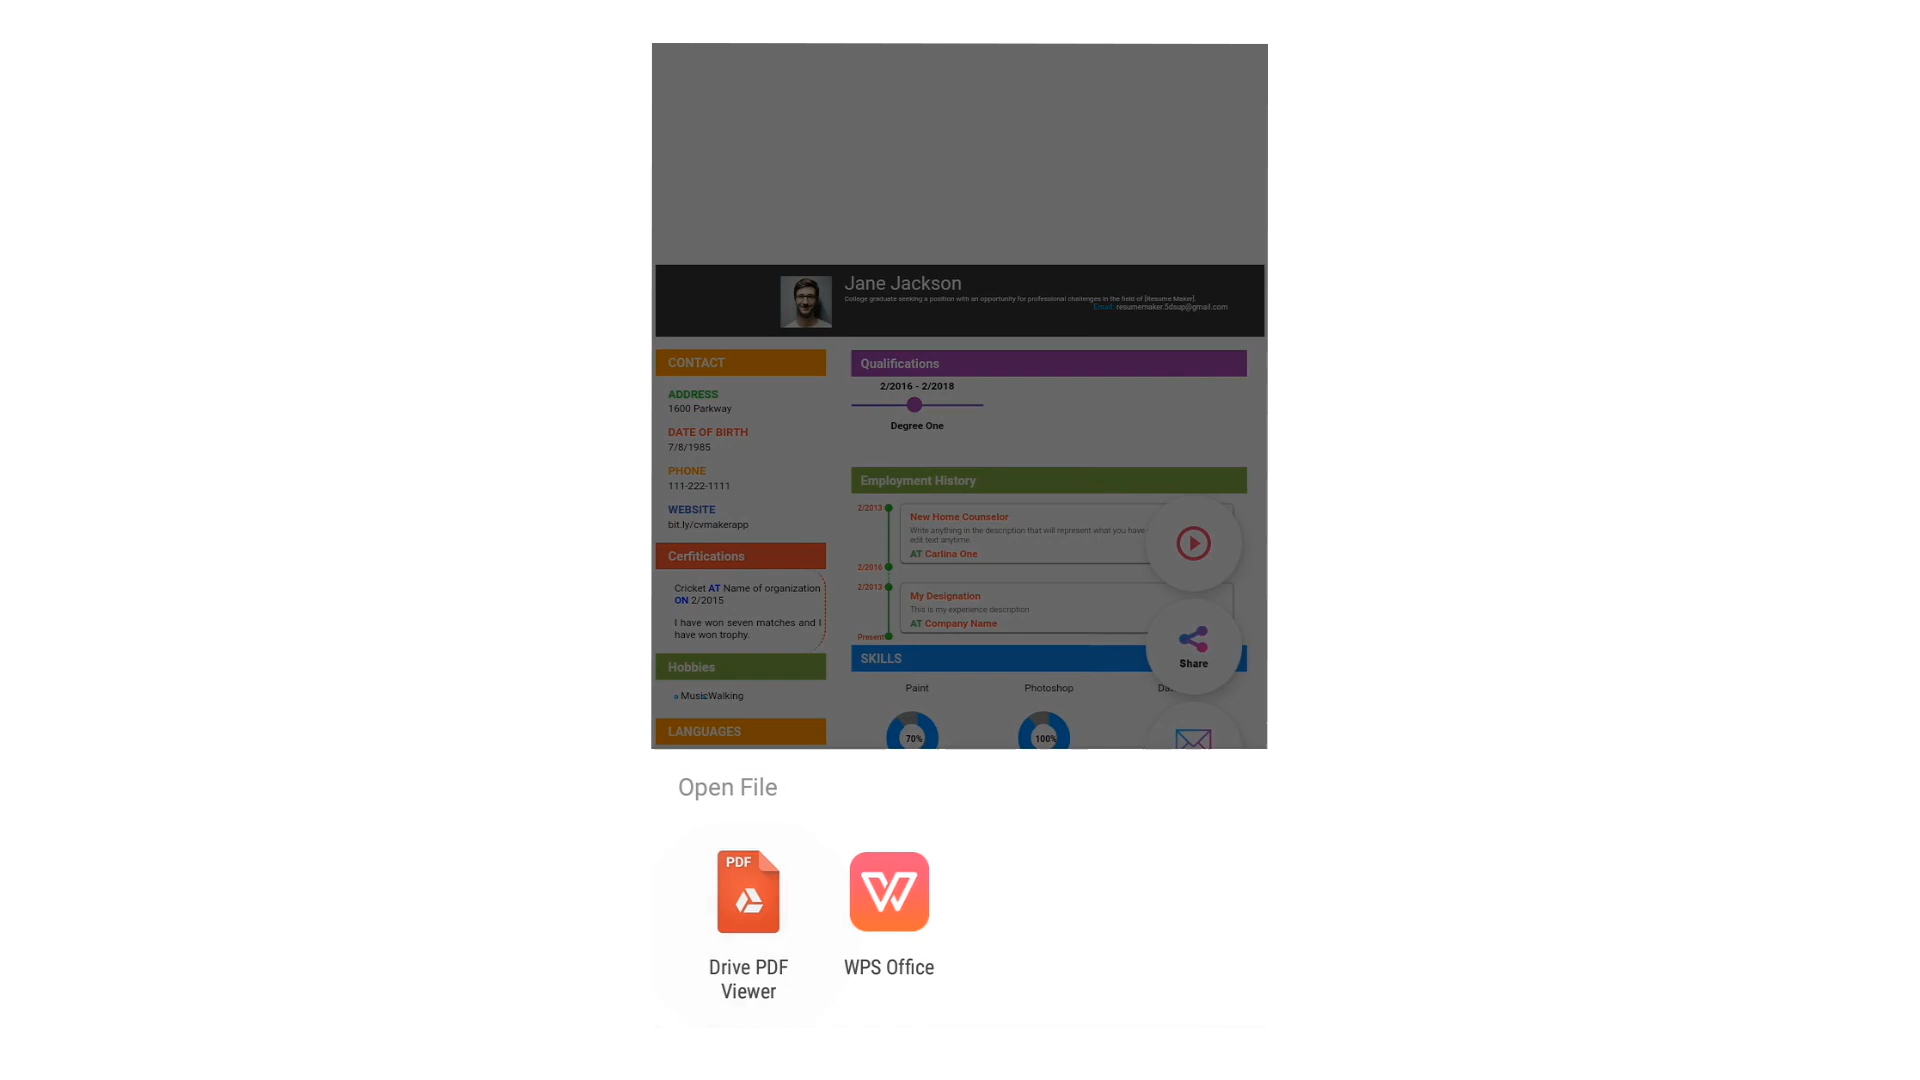 Jane Jackson
College graduate seeking a position with an opportunity for professional challenges in the field of [Resume Maker].
Email: resumemaker.5dsup@gmail.com
CONTACT
ADDRESS
1600 Parkway
DATE OF BIRTH
7/8/1985
PHONE
111-222-1111
WEBSITE
bit.ly/cvmakerapp
Cerfitications
Cricket AT Name of organization
ON 2/2015
I have won seven matches and I
have won trophy.
Hobbies
MusicWalking
LANGUAGES
Qualifications
2/2016 - 2/2018
Degree One
Employment History
2/2013
New Home Counselor
Write anything in the description that will represent what you have
edit text anytime.
AT Carlina One
2/2016
2/2013
My Designation
This is my experience description
AT Company Name
Present
SKILLS
Paint
Photoshop
70%
100%
Share
Open File
PDF
Drive PDF
Viewer
WPS Office